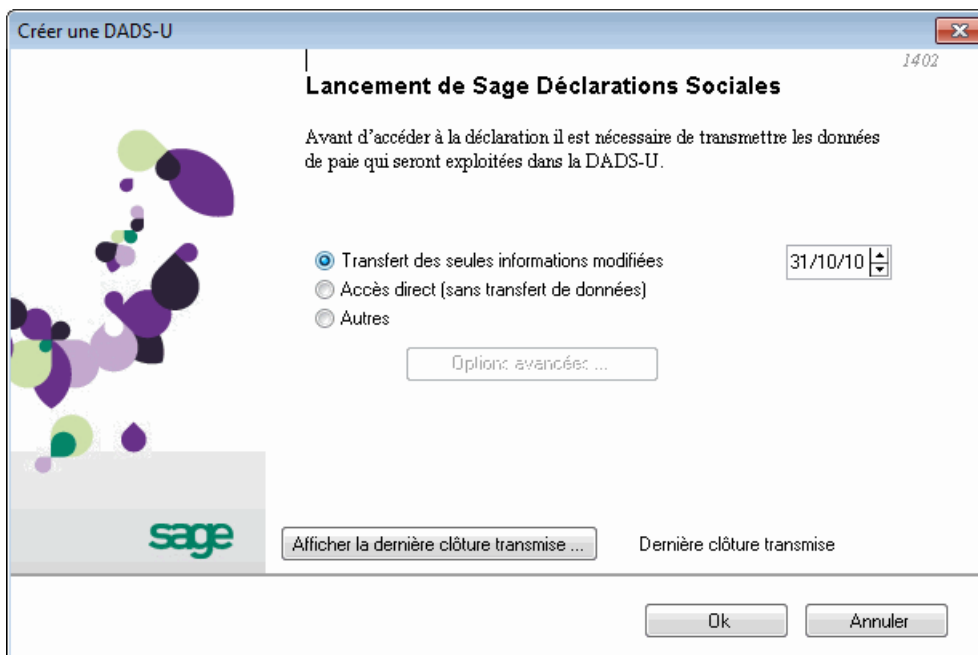 Créer une DADS-U
1402
Lancement de Sage Déclarations Sociales
Avant d'accéder à la déclaration il est nécessaire de transmettre les données
de paie qui seront exploitées dans la DADS-U.
Transfert des seules informations modifiées
31/10/10
Accès direct (sans transfert de données)
Autres
Options avancées ...
sage
Afficher la dernière clôture transmise ...
Dernière clôture transmise
Ok
Annuler